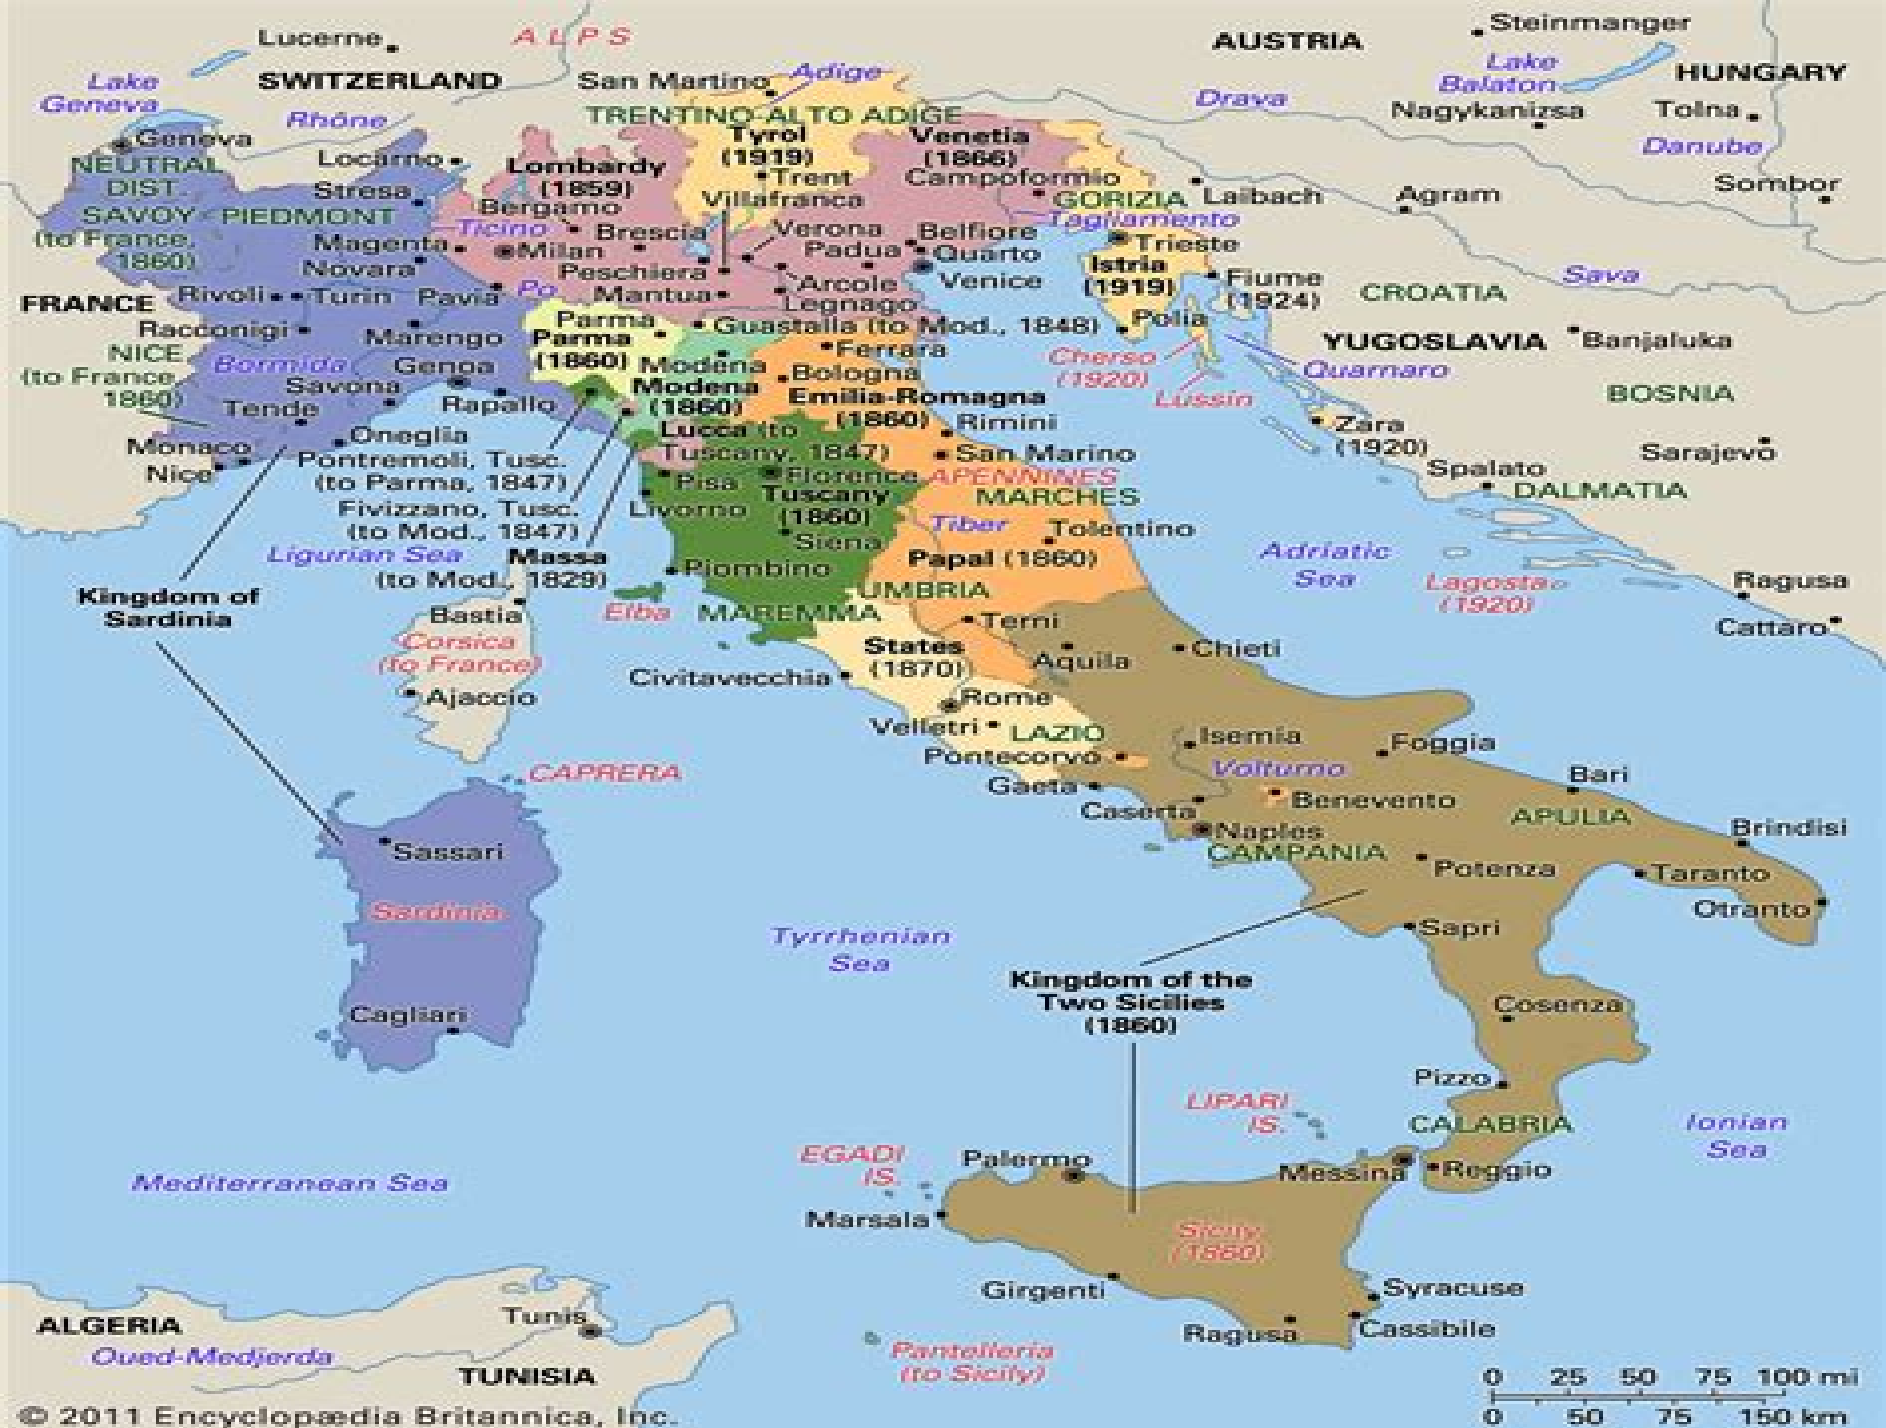 Lucerne
ALPS
AUSTRIA
Steinmanger
SWITZERLAND
San Martino
Adige
Lake
Balaton
HUNGARY
Lake
Geneva
Rhône
TRENTINO-ALTO ADIGE
Drava
Nagykanizsa
Tolna
Geneva
Locarno
Lombardy
(1859)
Tyrol
(1919)
Venetia
(1866)
Danube
NEUTRAL
DIST.
Stresa
Trent
Campoformio
Laibach
Agram
Sombor
SAVOY
(to France,
1860)
PIEDMONT
Bergamo
Villafranca
GORIZIA
Ticino
Brescia
Verona
Belfiore
Tagliamento
Magenta
Milan
Padua
Quarto
Trieste
Novara
Peschiera
Arcole
Venice
Istria
(1919)
Fiume
(1924)
Sava
FRANCE
Rivoli
Turin
Pavia
Po
Mantua
Legnago
CROATIA
Racconigi
Marengo
Parma
Guastalla (to Mod., 1848)
Polia
YUGOSLAVIA
Banjaluka
NICE
(to France
1860)
Bormida
Genoa
Parma
(1860)
Modena
Ferrara
Cherso
(1920)
Quarnaro
Savona
Bologna
Lussin
BOSNIA
Tende
Rapallo
Modena
(1860)
Emilia-Romagna
(1860)
Monaco
Oneglia
Lucca (to
Tuscany, 1847)
Rimini
Zara
(1920)
Sarajevo
Nice
Pontremoli, Tusc.
(to Parma, 1847)
San Marino
Spalato
Pisa
Florence
APENNINES
DALMATIA
Fivizzano, Tusc.
(to Mod., 1847)
Livorno
Tuscany
(1860)
MARCHES
Tiber
Tolentino
Ligurian Sea
Massa
(to Mod., 1829)
Siena
Papal (1860)
Adriatic
Sea
Piombino
Lagosta
(1920)
Ragusa
Kingdom of
Sardinia
Bastia
Elba
MAREMMA
UMBRIA
Cattaro
Corsica
(to France)
Terni
States
(1870)
Aquila
Chieti
Civitavecchia
Ajaccio
Rome
Velletri
LAZIO
Isernia
Foggia
Pontecorvo
Volturno
CAPRERA
Gaeta
Bari
Caserta
Benevento
APULIA
Naples
Brindisi
CAMPANIA
Sassari
Potenza
Taranto
Sardinia
Otranto
Sapri
Tyrrhenian
Sea
Kingdom of the
Two Sicilies
(1860)
Cagliari
Cosenza
Pizzo
LIPARI
IS.
CALABRIA
Ionian
Sea
EGADI
IS.
Palermo
Messina
Reggio
Mediterranean Sea
Marsala
Sicily
(1860)
Girgenti
Syracuse
Ragusa
Cassibile
Tunis
ALGERIA
Oued-Medjerda
Pantelleria
(to Sicily)
TUNISIA
0 25 50 75 100 mi
0 50 75 150 km
© 2011 Encyclopædia Britannica, Inc.